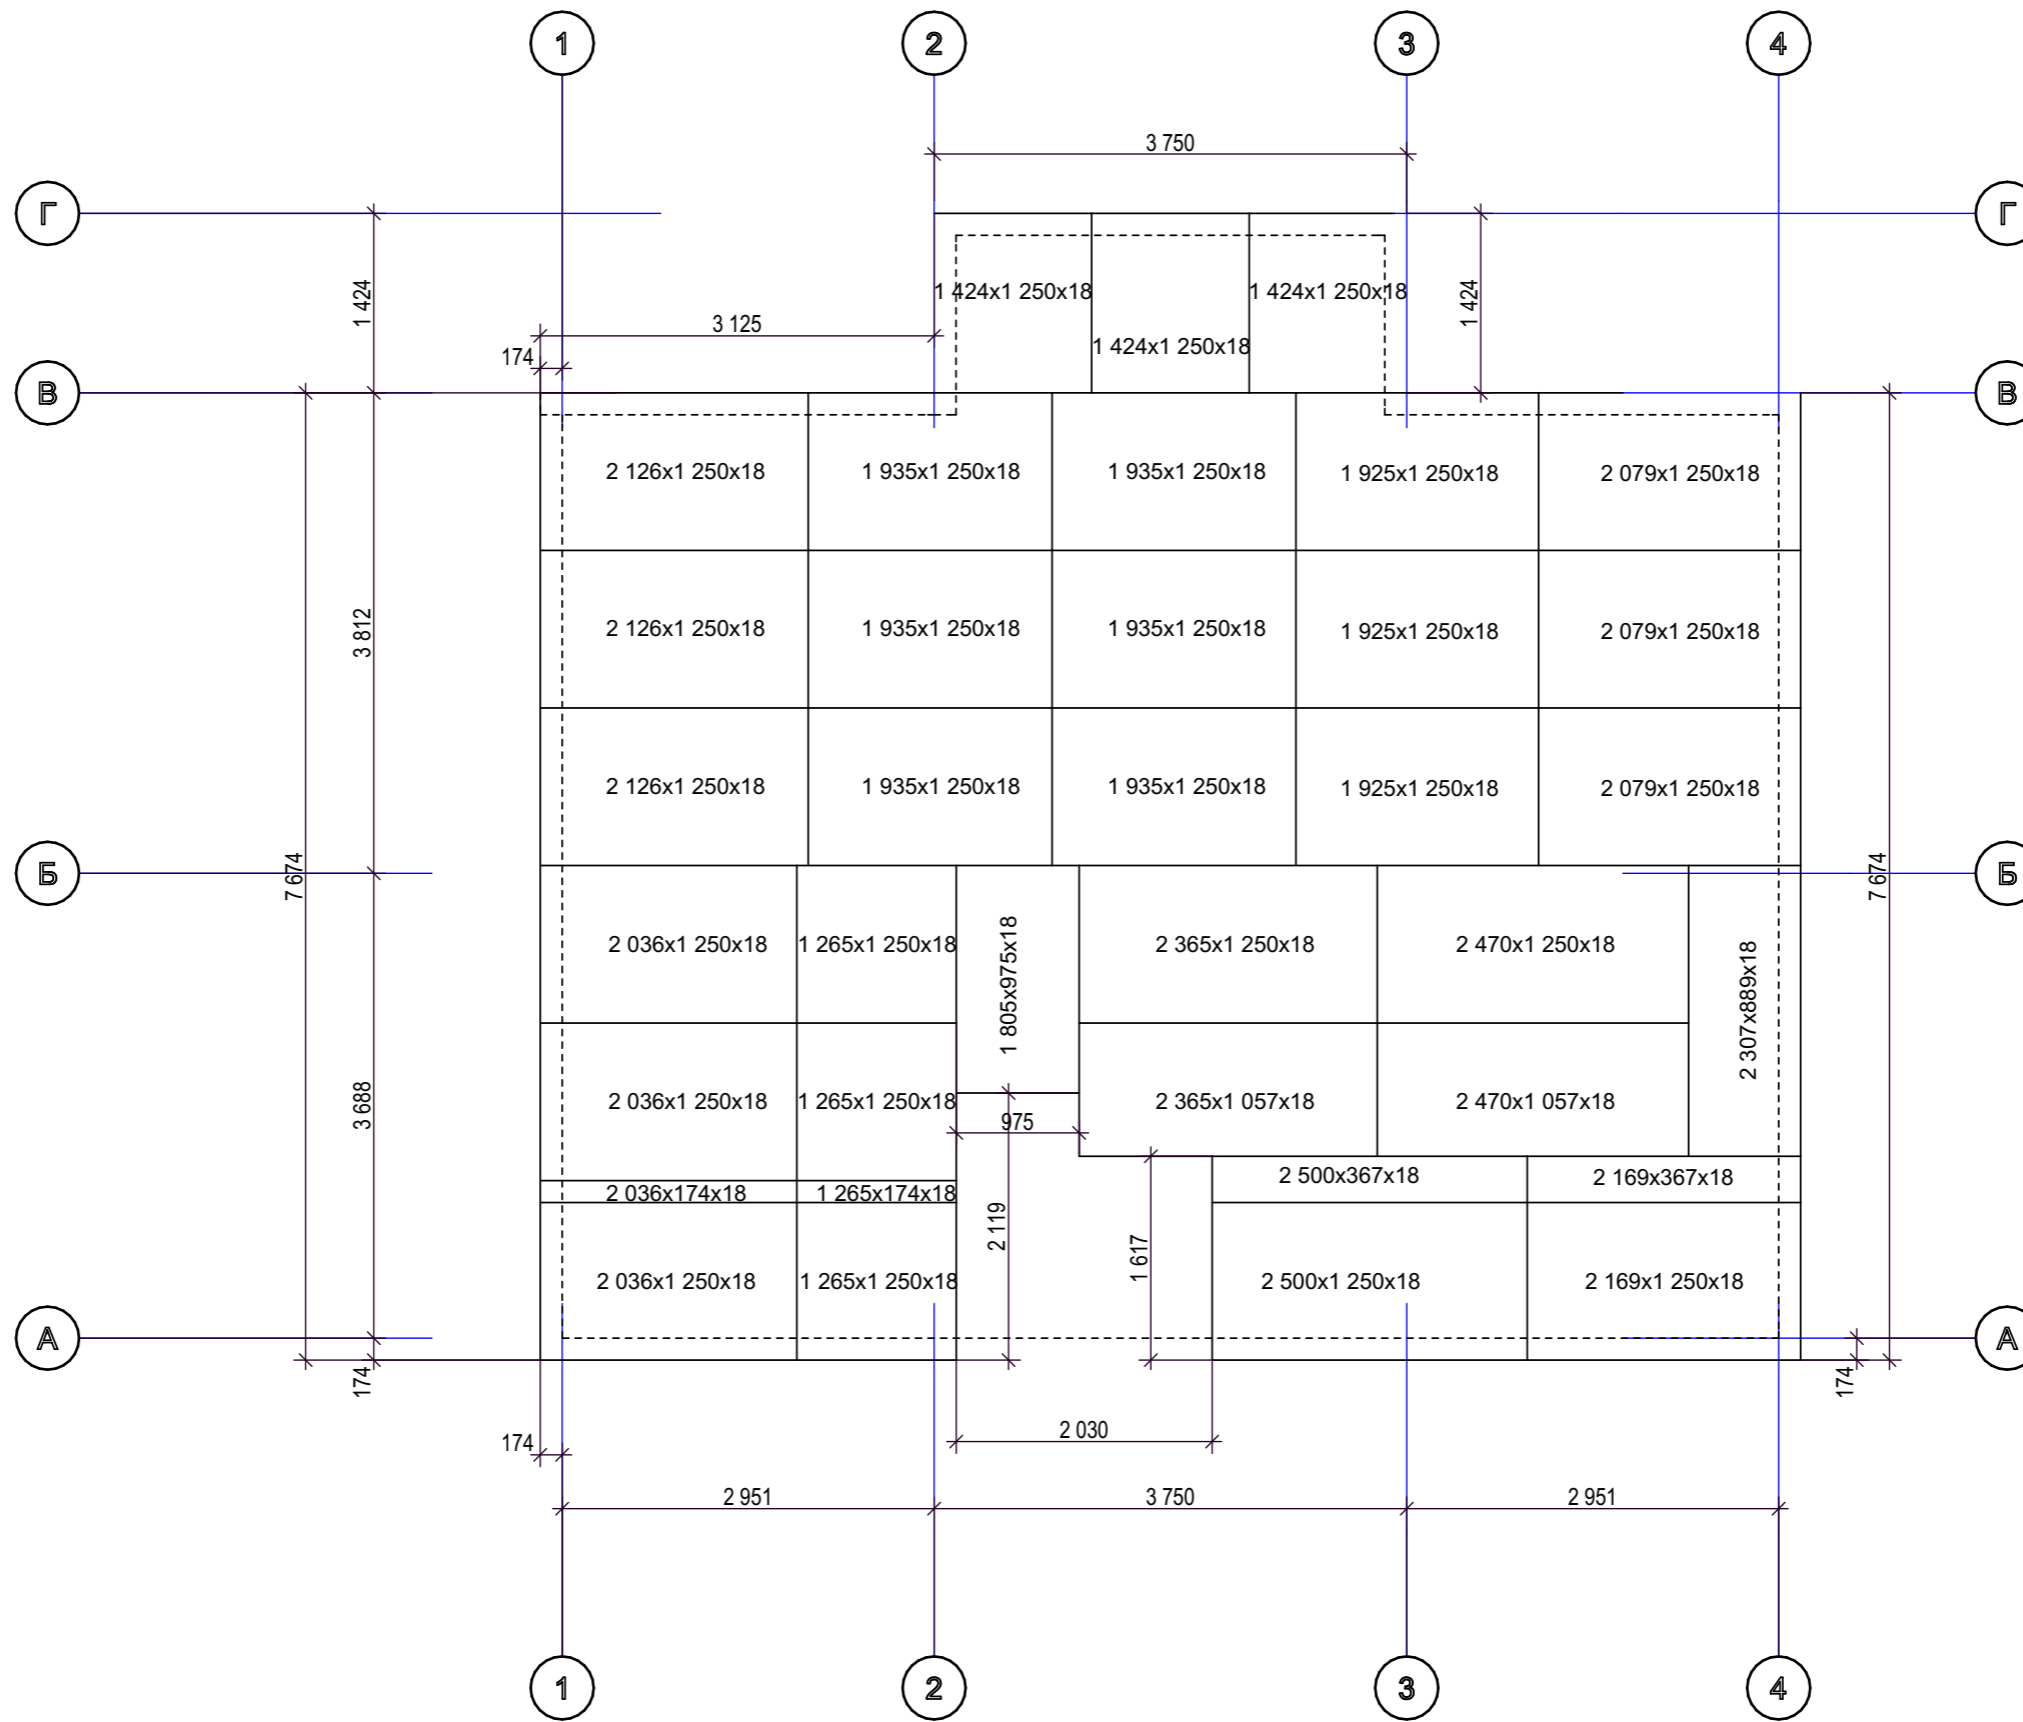 1 2 3 4
3 750
Г Г
1 424 1 424x1 250x18 1 424x1 250x18 1 424
3 125
1 424x1 250x18
174
В В
2 126x1 250x18 1 935x1 250x18 1 935x1 250x18 1 925x1 250x18 2 079x1 250x18
3 812 2 126x1 250x18 1 935x1 250x18 1 935x1 250x18 1 925x1 250x18 2 079x1 250x18
2 126x1 250x18 1 935x1 250x18 1 935x1 250x18 1 925x1 250x18 2 079x1 250x18
Б 7 674 7 674 Б
2 036x1 250x18 1 265x1 250x18 1 805x975x18 2 365x1 250x18 2 470x1 250x18 2 307x889x18
3 688 2 036x1 250x18 1 265x1 250x18 2 365x1 057x18 2 470x1 057x18
975
2 500x367x18 2 169x367x18
2 036x174x18 1 265x174x18
2 119 1 617
2 036x1 250x18 1 265x1 250x18 2 500x1 250x18 2 169x1 250x18
А А
174 174
174 2 030
2 951 3 750 2 951
1 2 3 4